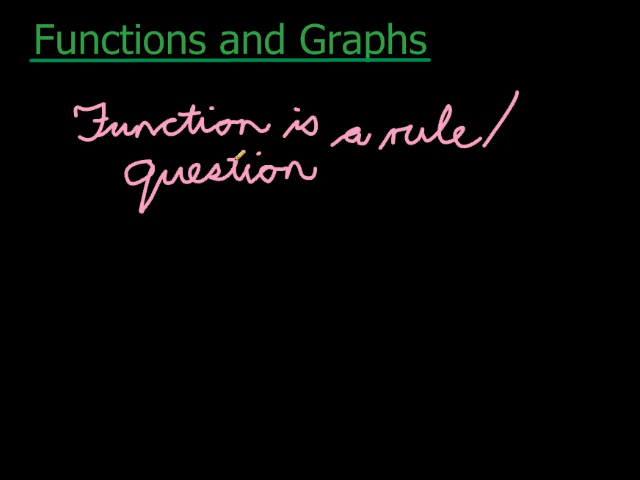 Functions and Graphs
Function is a rule/
question